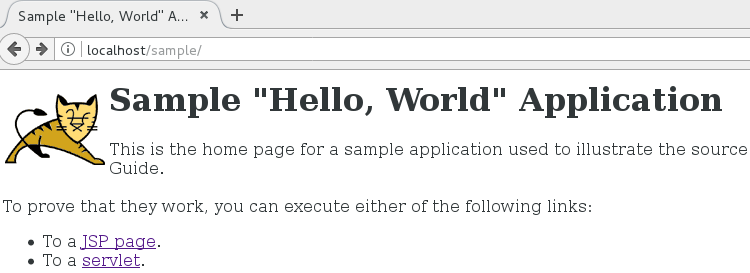 Sample "Hello, World" A...
localhost/sample/
Sample "Hello, World" Application
This is the home page for a sample application used to illustrate the source
Guide.
To prove that they work, you can execute either of the following links:
• To a JSP page.
• To a servlet.